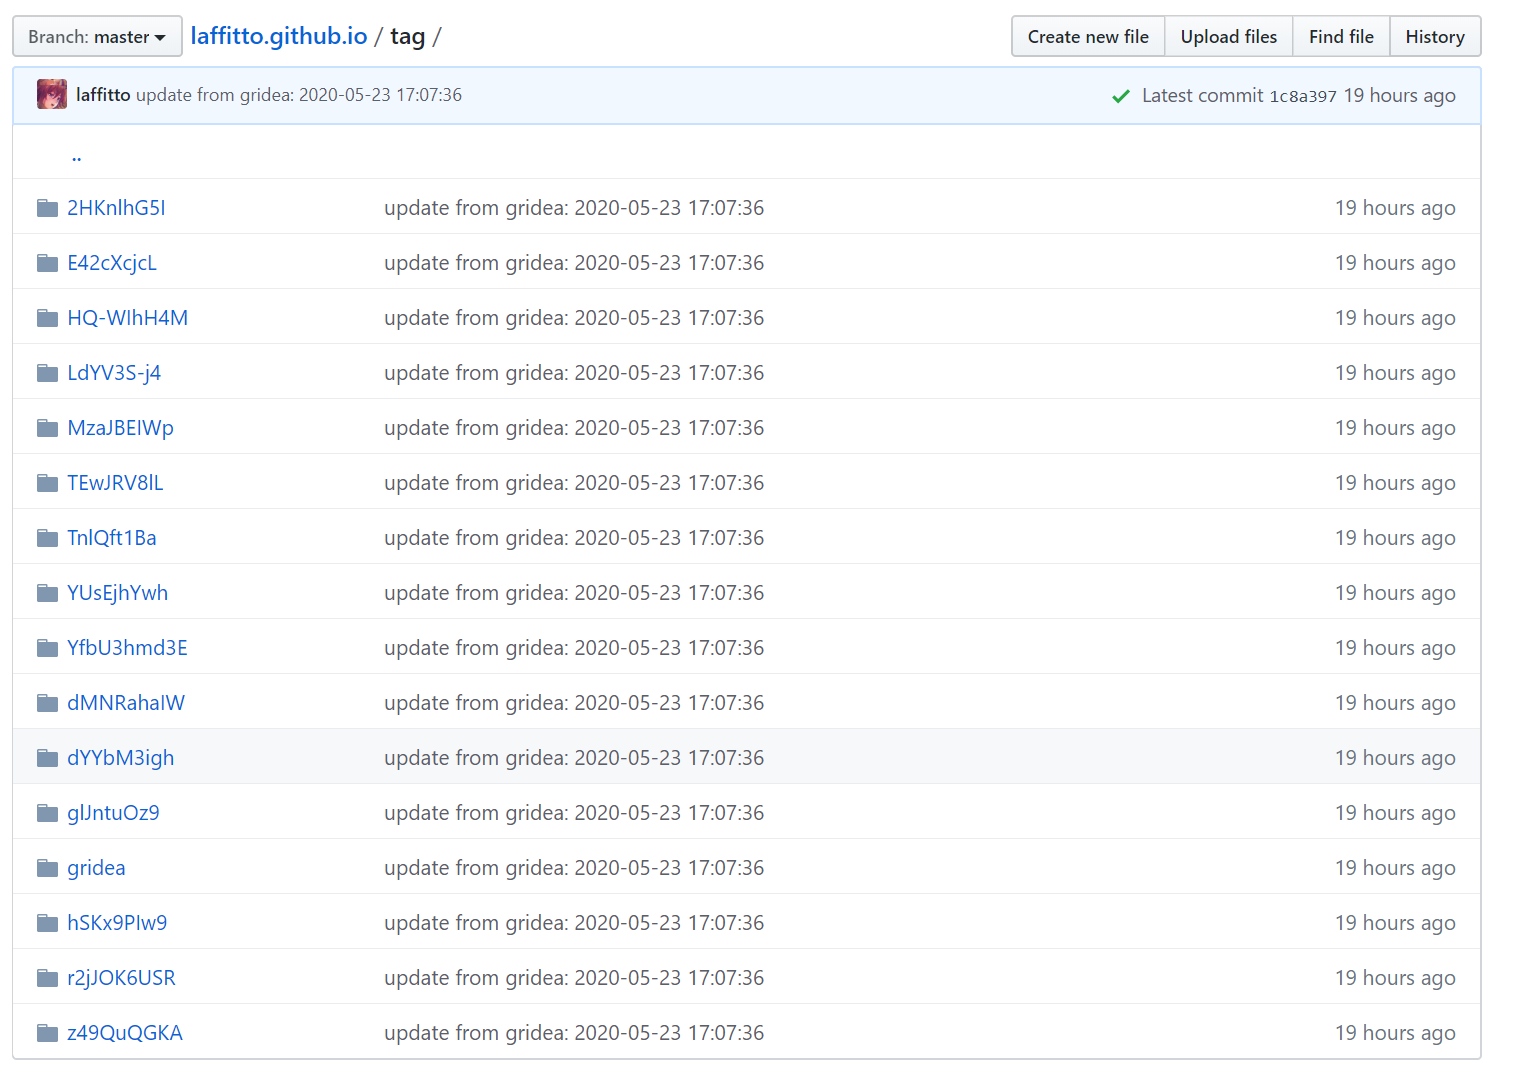 Branch: master laffitto.github.io / tag / Create new file Upload files Find file History
laffitto update from gridea: 2020-05-23 17:07:36 Latest commit 1c8a397 19 hours ago
..
2HKnlhG5I update from gridea: 2020-05-23 17:07:36 19 hours ago
E42cXcjcL update from gridea: 2020-05-23 17:07:36 19 hours ago
HQ-WIhH4M update from gridea: 2020-05-23 17:07:36 19 hours ago
LdYV3S-j4 update from gridea: 2020-05-23 17:07:36 19 hours ago
MzaJBEIWp update from gridea: 2020-05-23 17:07:36 19 hours ago
TEwJRV8lL update from gridea: 2020-05-23 17:07:36 19 hours ago
TnlQft1Ba update from gridea: 2020-05-23 17:07:36 19 hours ago
YUsEjhYwh update from gridea: 2020-05-23 17:07:36 19 hours ago
YfbU3hmd3E update from gridea: 2020-05-23 17:07:36 19 hours ago
dMNRahaIW update from gridea: 2020-05-23 17:07:36 19 hours ago
dYYbM3igh update from gridea: 2020-05-23 17:07:36 19 hours ago
glJntuOz9 update from gridea: 2020-05-23 17:07:36 19 hours ago
gridea update from gridea: 2020-05-23 17:07:36 19 hours ago
hSKx9PIw9 update from gridea: 2020-05-23 17:07:36 19 hours ago
r2jJOK6USR update from gridea: 2020-05-23 17:07:36 19 hours ago
z49QuQGKA update from gridea: 2020-05-23 17:07:36 19 hours ago